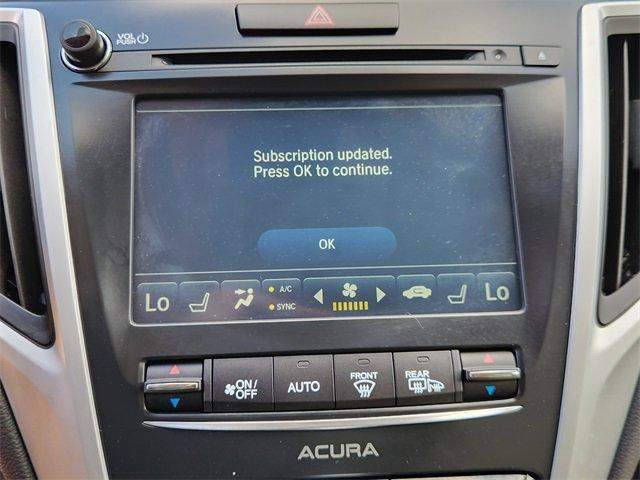 VOL
PUSH
Subscription updated.
Press OK to continue.
OK
Lo
A/C
SYNC
Lo
ON/
OFF
AUTO
FRONT
REAR
ACURA